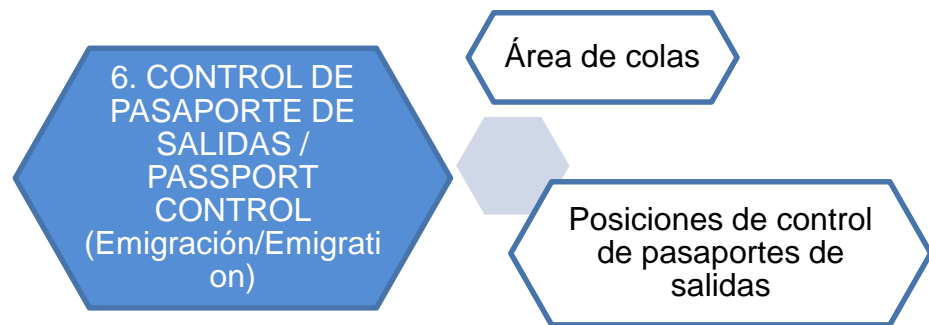 6. CONTROL DE
PASAPORTE DE
SALIDAS /
PASSPORT
CONTROL
(Emigración/Emigrati
on)
Área de colas
Posiciones de control
de pasaportes de
salidas